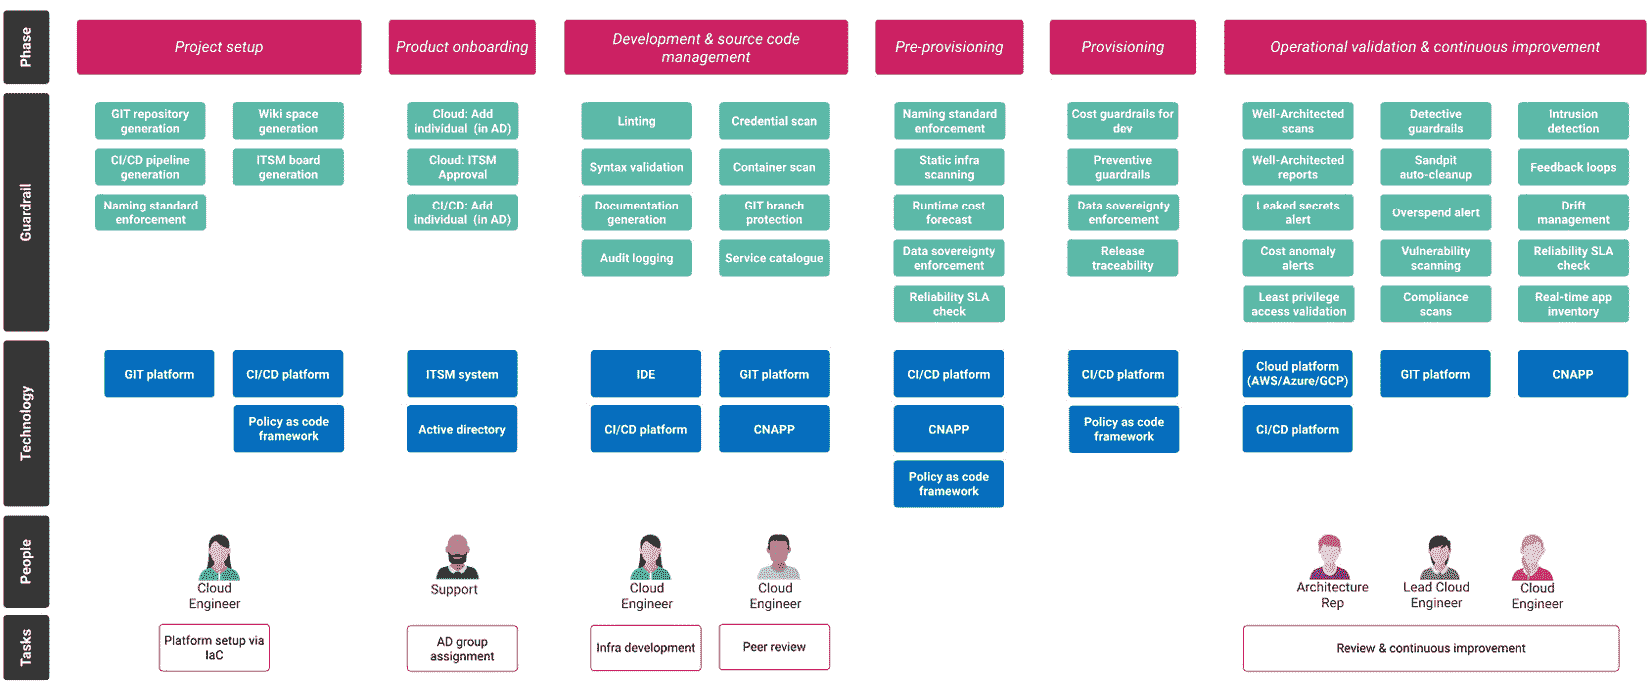 Phase
Project setup
Product onboarding
Development & source code
management
Pre-provisioning
Provisioning
Operational validation & continuous improvement
Guardrail
GIT repository
generation
Wiki space
generation
CI/CD pipeline
generation
ITSM board
generation
Naming standard
enforcement
Cloud: Add
individual (in AD)
Cloud: ITSM
Approval
CI/CD: Add
individual (in AD)
Linting
Credential scan
Syntax validation
Container scan
Documentation
generation
GIT branch
protection
Audit logging
Service catalogue
Naming standard
enforcement
Static infra
scanning
Runtime cost
forecast
Data sovereignty
enforcement
Reliability SLA
check
Cost guardrails for
dev
Preventive
guardrails
Data sovereignty
enforcement
Release
traceability
Well-Architected
scans
Detective
guardrails
Intrusion
detection
Well-Architected
reports
Sandpit
auto-cleanup
Feedback loops
Leaked secrets
alert
Overspend alert
Drift
management
Cost anomaly
alerts
Vulnerability
scanning
Reliability SLA
check
Least privilege
access validation
Compliance
scans
Real-time app
inventory
Technology
GIT platform
CI/CD platform
Policy as code
framework
ITSM system
Active directory
IDE
GIT platform
CI/CD platform
CNAPP
CI/CD platform
CNAPP
Policy as code
framework
CI/CD platform
Policy as code
framework
Cloud platform
(AWS/Azure/GCP)
GIT platform
CNAPP
CI/CD platform
People
Cloud
Engineer
Support
Cloud
Engineer
Cloud
Engineer
Architecture
Rep
Lead Cloud
Engineer
Cloud
Engineer
Tasks
Platform setup via
IaC
AD group
assignment
Infra development
Peer review
Review & continuous improvement